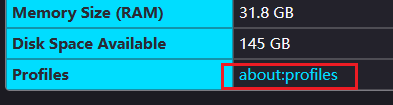 Memory Size (RAM) 31.8 GB
Disk Space Available 145 GB
Profiles about:profiles